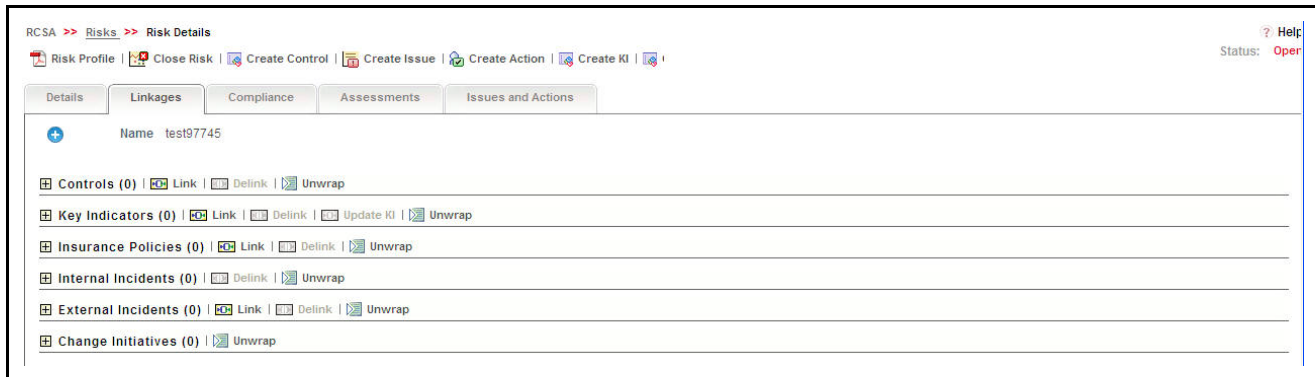 RCSA >> Risks >> Risk Details
? Help
Risk Profile | Close Risk | Create Control | Create Issue | Create Action | Create KI |
Status: Open
Details Linkages Compliance Assessments Issues and Actions
Name test97745
Controls (0) | Link | Delink | Unwrap
Key Indicators (0) | Link | Delink | Update KI | Unwrap
Insurance Policies (0) | Link | Delink | Unwrap
Internal Incidents (0) | Delink | Unwrap
External Incidents (0) | Link | Delink | Unwrap
Change Initiatives (0) | Unwrap